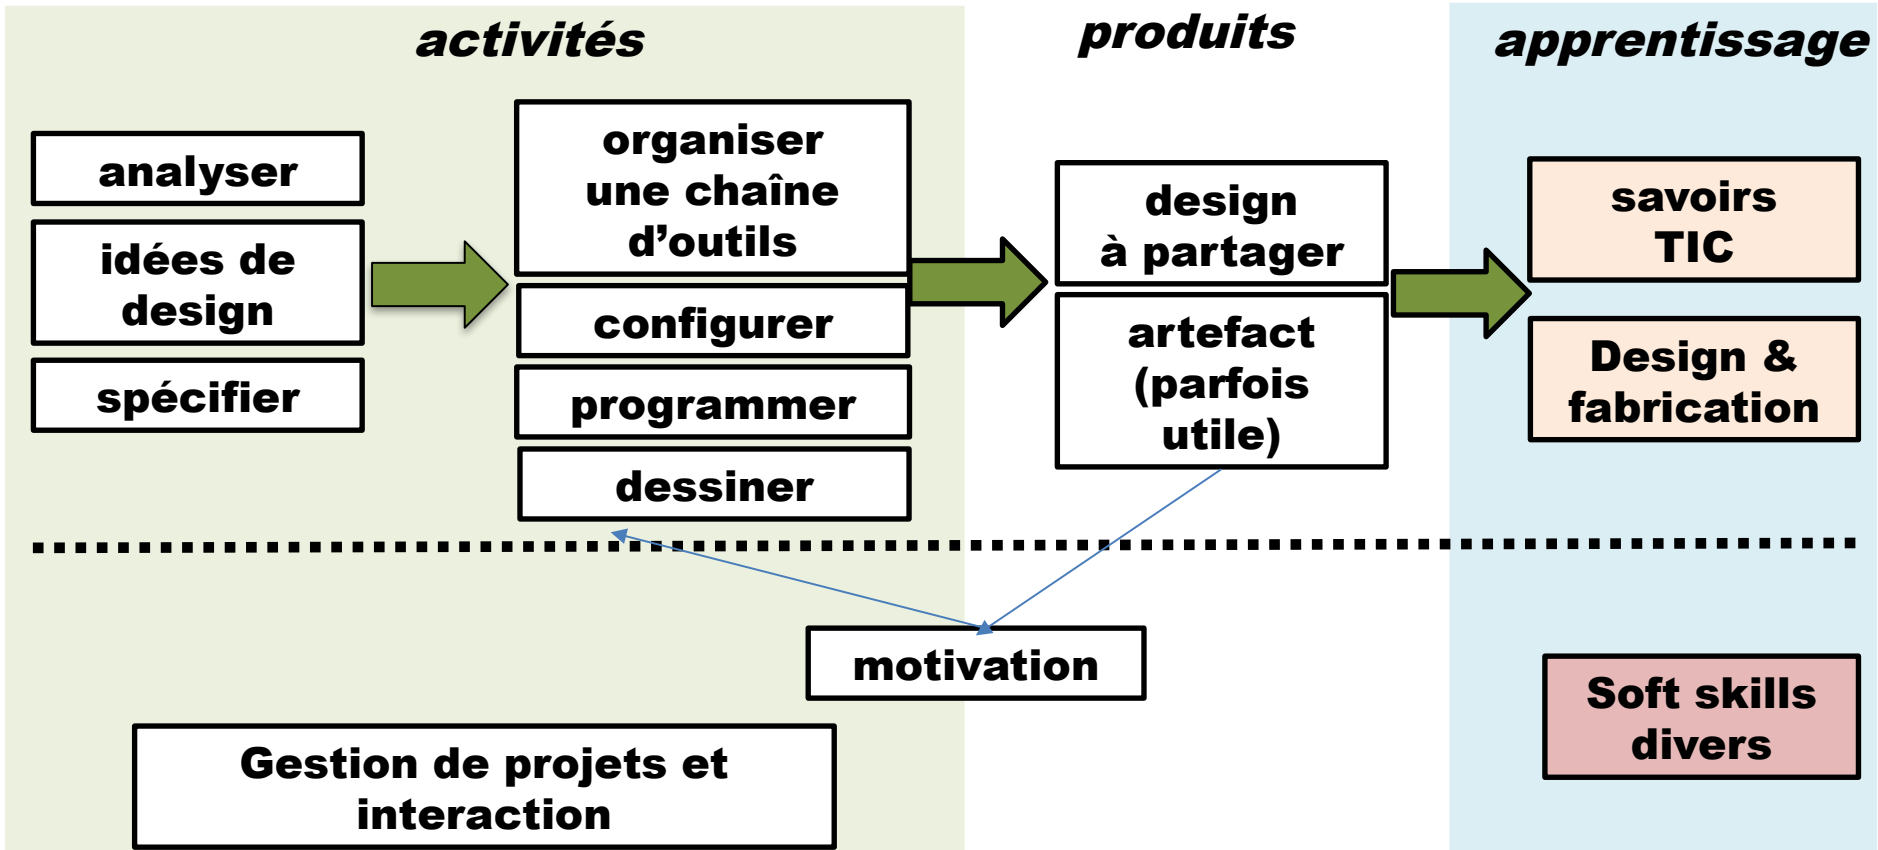 activités
produits
apprentissage
analyser
idées de
design
spécifier
organiser
une chaîne
d’outils
configurer
programmer
dessiner
design
à partager
artefact
(parfois
utile)
savoirs
TIC
Design &
fabrication
motivation
Gestion de projets et
interaction
Soft skills
divers